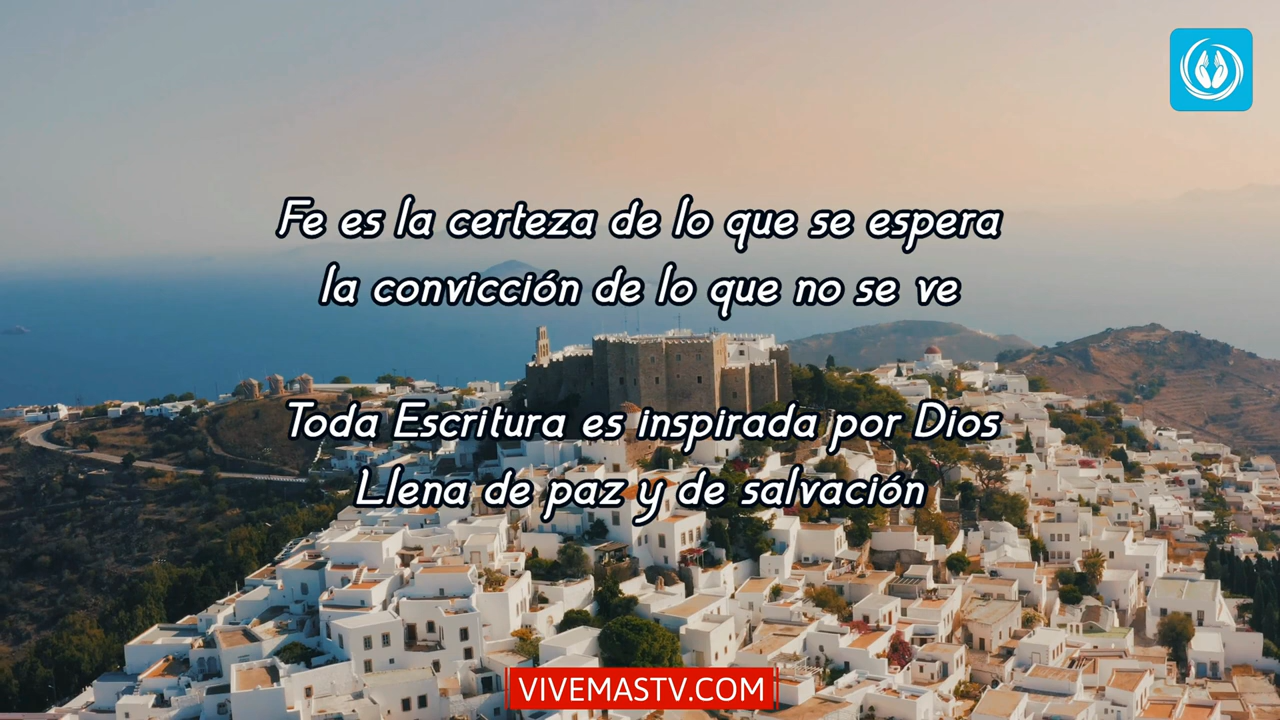 Fe es la certeza de lo que se espera
la convicción de lo que no se ve
Toda Escritura es inspirada por Dios
Llena de paz y de salvación
VIVEMASTV.COM